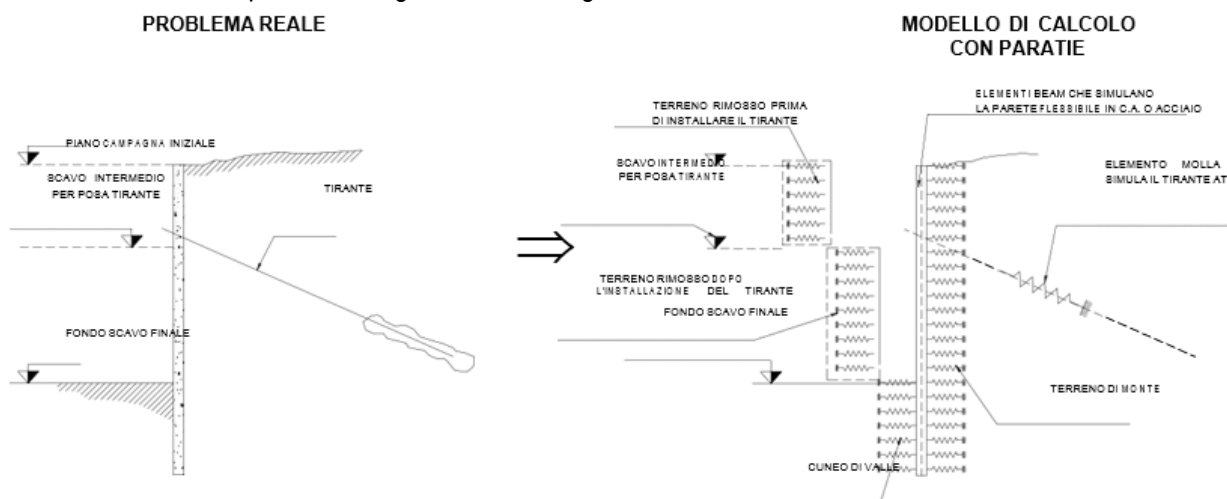 PROBLEMA REALE
MODELLO DI CALCOLO
CON PARATIE
PIANO CAMPAGNA INIZIALE
SCAVO INTERMEDIO
PER POSA TIRANTE
TIRANTE
FONDO SCAVO FINALE
TERRENO RIMOSSO PRIMA
DI INSTALLARE IL TIRANTE
SCAVO INTERMEDIO
PER POSA TIRANTE
TERRENO RIMOSSO DOPO
L'INSTALLAZIONE DEL TIRANTE
FONDO SCAVO FINALE
ELEMENTI BEAM CHE SIMULANO
LA PARETE FLESSIBILE IN C.A. O ACCIAIO
ELEMENTO MOLLA
SIMULA IL TIRANTE AT
TERRENO DI MONTE
CUNEO DI VALLE